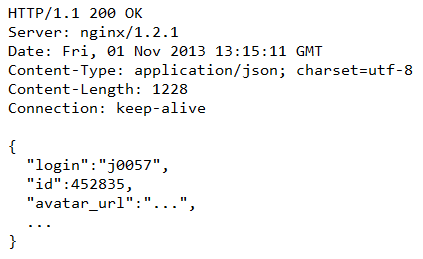 HTTP/1.1 200 OK
Server: nginx/1.2.1
Date: Fri, 01 Nov 2013 13:15:11 GMT
Content-Type: application/json; charset=utf-8
Content-Length: 1228
Connection: keep-alive

{
  "login":"j0057",
  "id":452835,
  "avatar_url":"...",
  ...
}